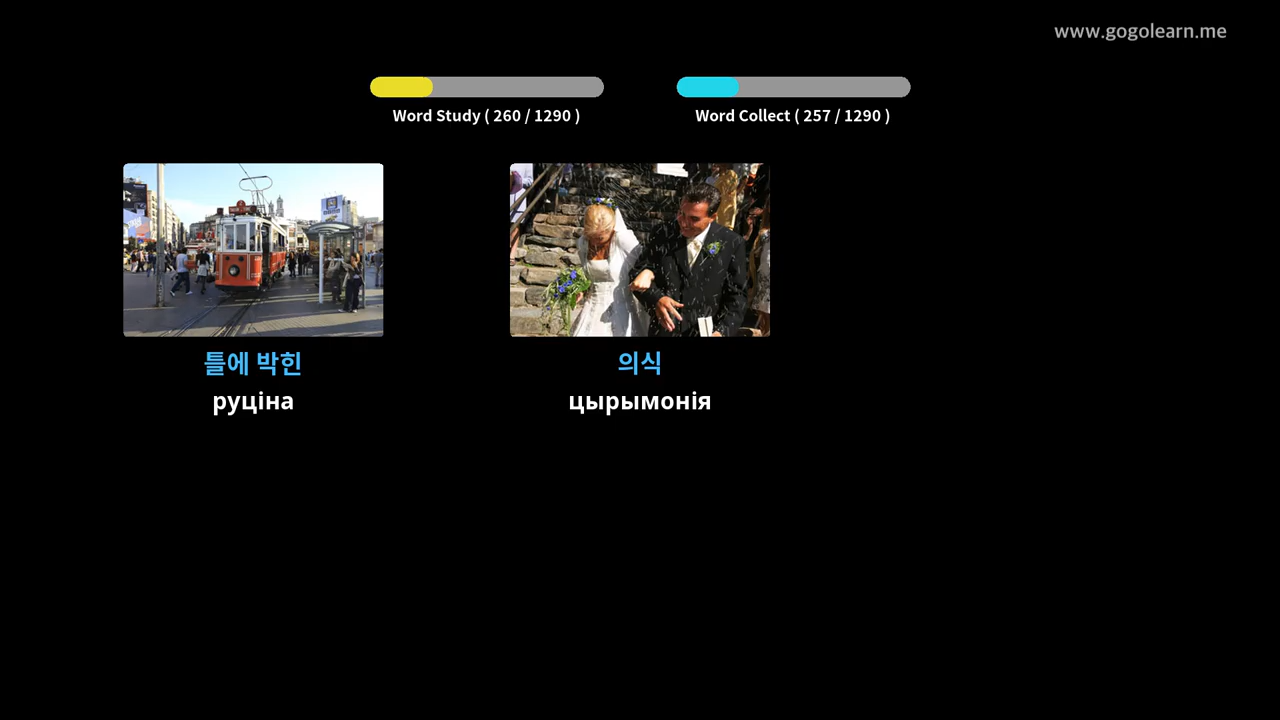 www.gogolearn.me
Word Study ( 260 / 1290 )
Word Collect ( 257 / 1290 )
틀에 박힌
руціна
의식
цырымонія